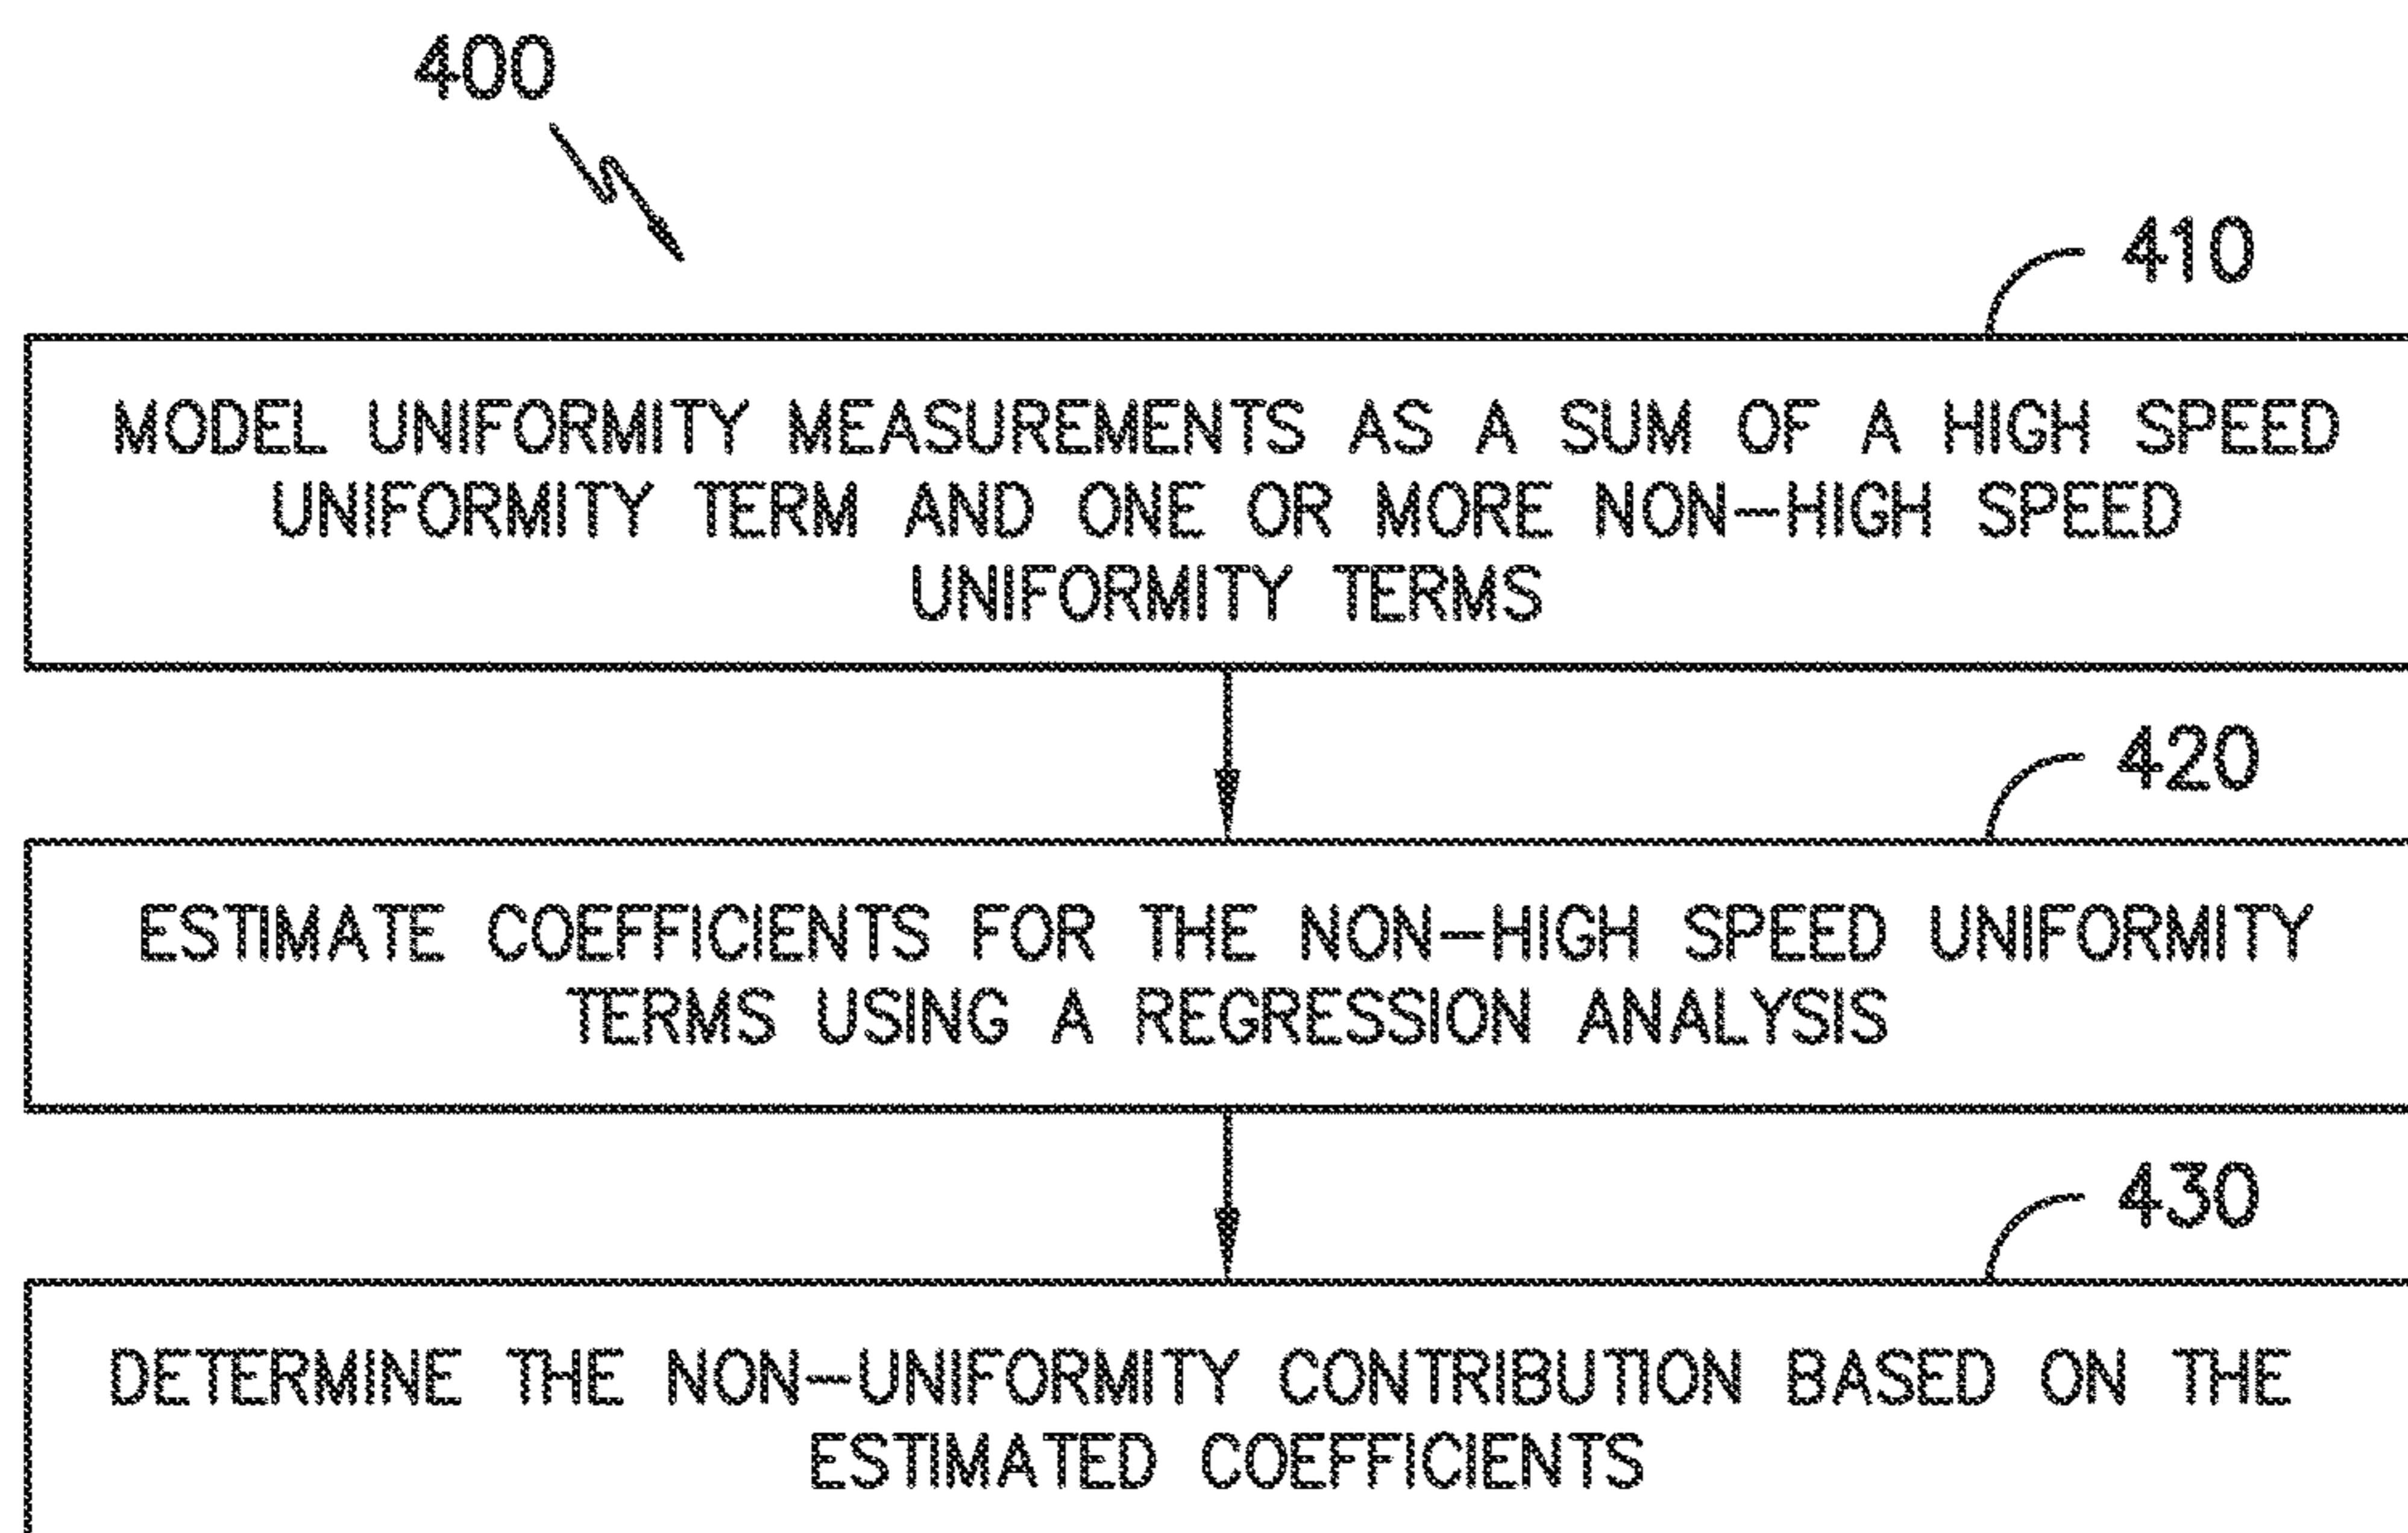 400
410
MODEL UNIFORMITY MEASUREMENTS AS A SUM OF A HIGH SPEED
UNIFORMITY TERM AND ONE OR MORE NON-HIGH SPEED
UNIFORMITY TERMS
420
ESTIMATE COEFFICIENTS FOR THE NON-HIGH SPEED UNIFORMITY
TERMS USING A REGRESSION ANALYSIS
430
DETERMINE THE NON-UNIFORMITY CONTRIBUTION BASED ON THE
ESTIMATED COEFFICIENTS